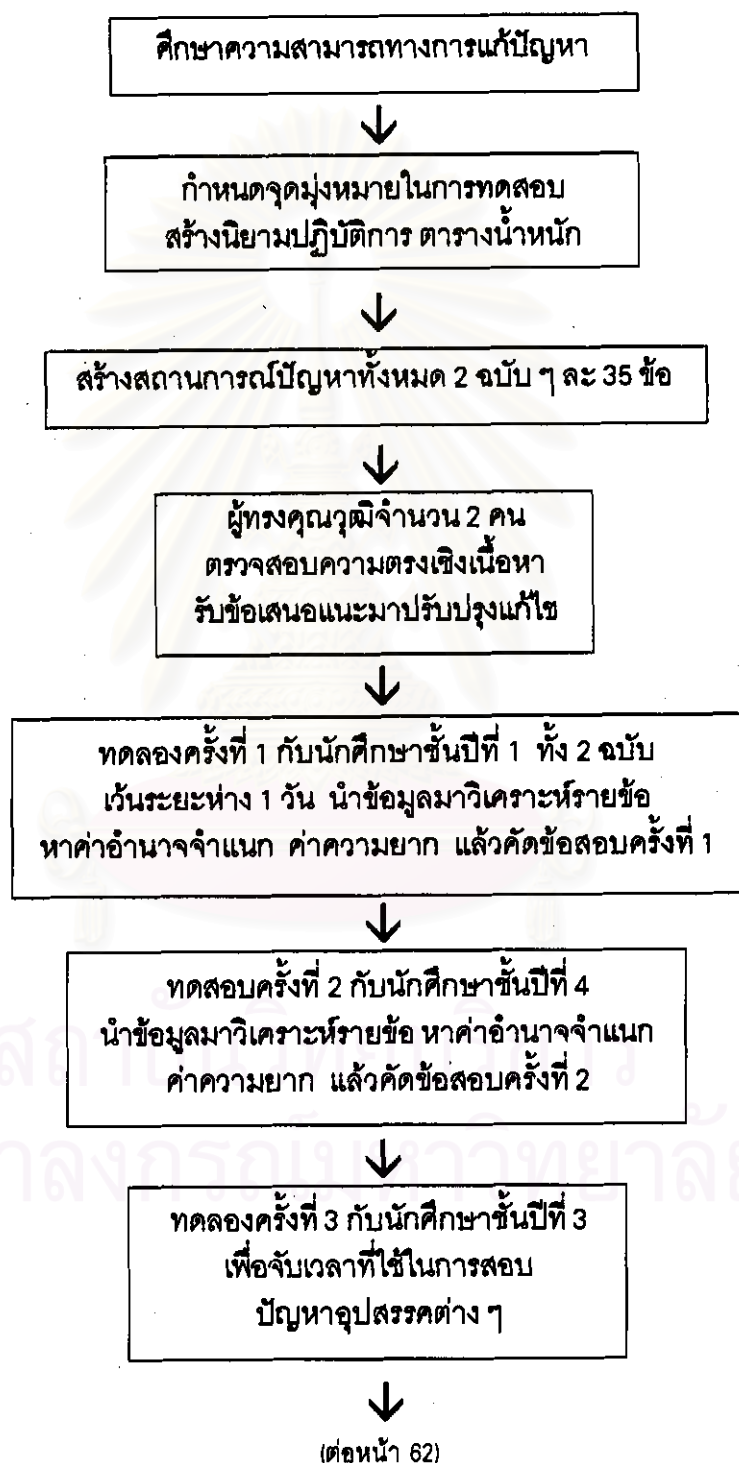 ศึกษาความสามารถทางการแก้ปัญหา
กำหนดจุดมุ่งหมายในการทดสอบ
สร้างนิยามปฏิบัติการ ตารางน้ำหนัก
สร้างสถานการณ์ปัญหาทั้งหมด 2 ฉบับ ๆ ละ 35 ข้อ
ผู้ทรงคุณวุฒิจำนวน 2 คน
ตรวจสอบความตรงเชิงเนื้อหา
รับข้อเสนอแนะมาปรับปรุงแก้ไข
ทดลองครั้งที่ 1 กับนักศึกษาชั้นปีที่ 1 ทั้ง 2 ฉบับ
เว้นระยะห่าง 1 วัน นำข้อมูลมาวิเคราะห์รายข้อ
หาค่าอำนาจจำแนก ค่าความยาก แล้วคัดข้อสอบครั้งที่ 1
ทดสอบครั้งที่ 2 กับนักศึกษาชั้นปีที่ 4
นำข้อมูลมาวิเคราะห์รายข้อ หาค่าอำนาจจำแนก
ค่าความยาก แล้วคัดข้อสอบครั้งที่ 2
ทดลองครั้งที่ 3 กับนักศึกษาชั้นปีที่ 3
เพื่อจับเวลาที่ใช้ในการสอบ
ปัญหาอุปสรรคต่าง ๆ
(ต่อหน้า 62)